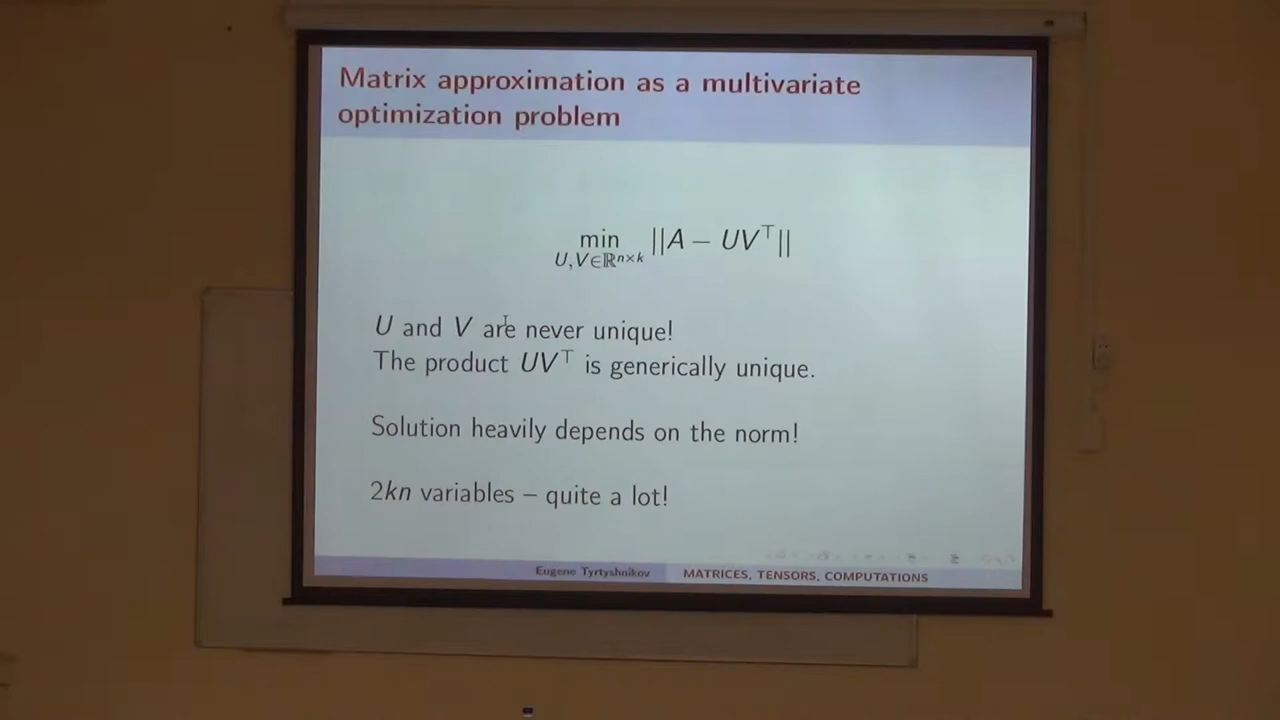 Matrix approximation as a multivariate
optimization problem
min ||A − UV⊤||
U,V∈ℝn×k
U and V are never unique!
The product UV⊤ is generically unique.
Solution heavily depends on the norm!
2kn variables – quite a lot!
Eugene Tyrtyshnikov MATRICES, TENSORS, COMPUTATIONS